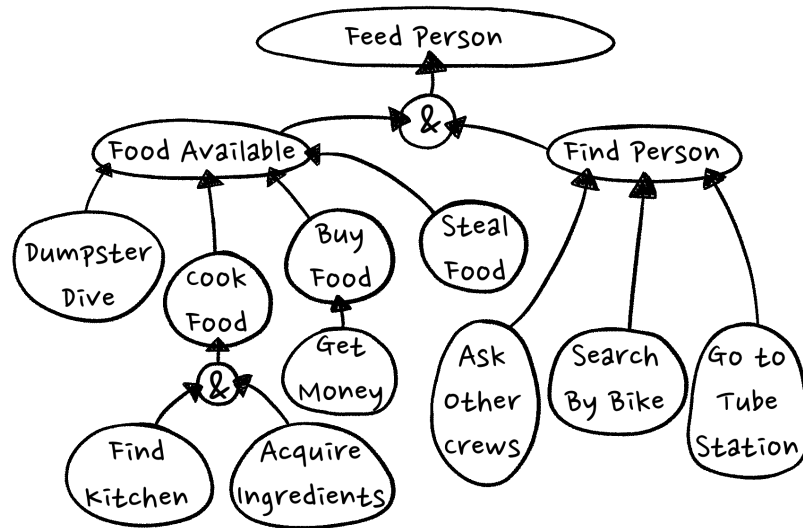 Feed Person
&
Food Available
Find Person
Dumpster
Dive
Cook
Food
Buy
Food
Steal
Food
Get
Money
Ask
Other
Crews
Search
By Bike
Go to
Tube
Station
&
Find
Kitchen
Acquire
Ingredients